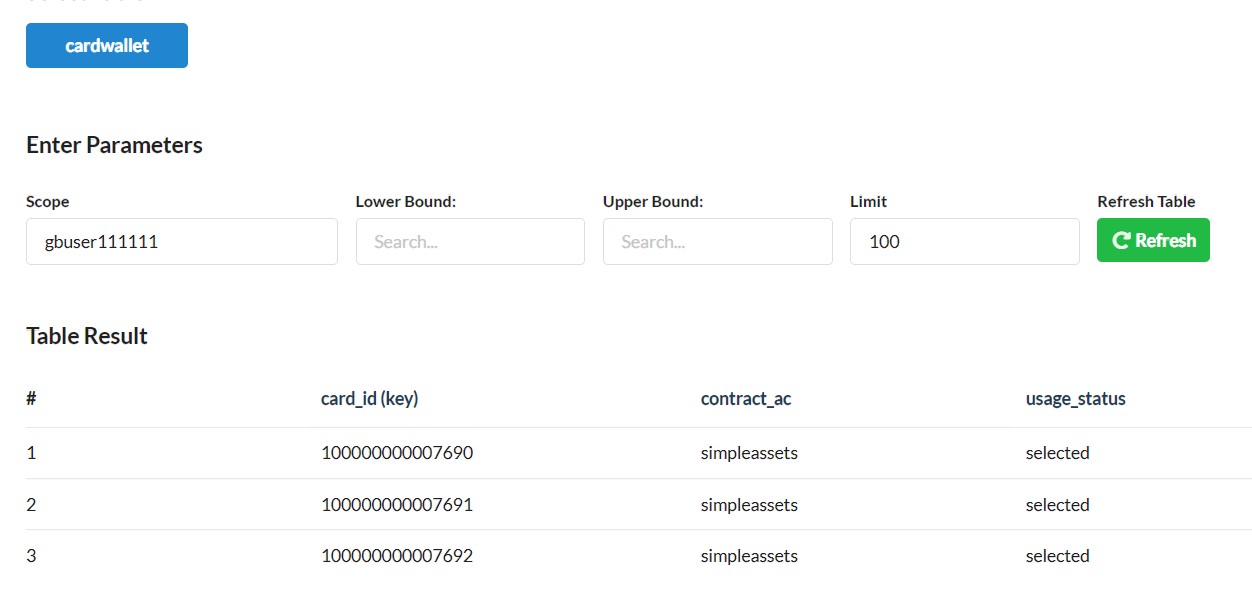 cardwallet
Enter Parameters
Scope Lower Bound: Upper Bound: Limit Refresh Table
gbuser111111 Search... Search... 100 Refresh
Table Result
# card_id (key) contract_ac usage_status
1 100000000007690 simpleassets selected
2 100000000007691 simpleassets selected
3 100000000007692 simpleassets selected